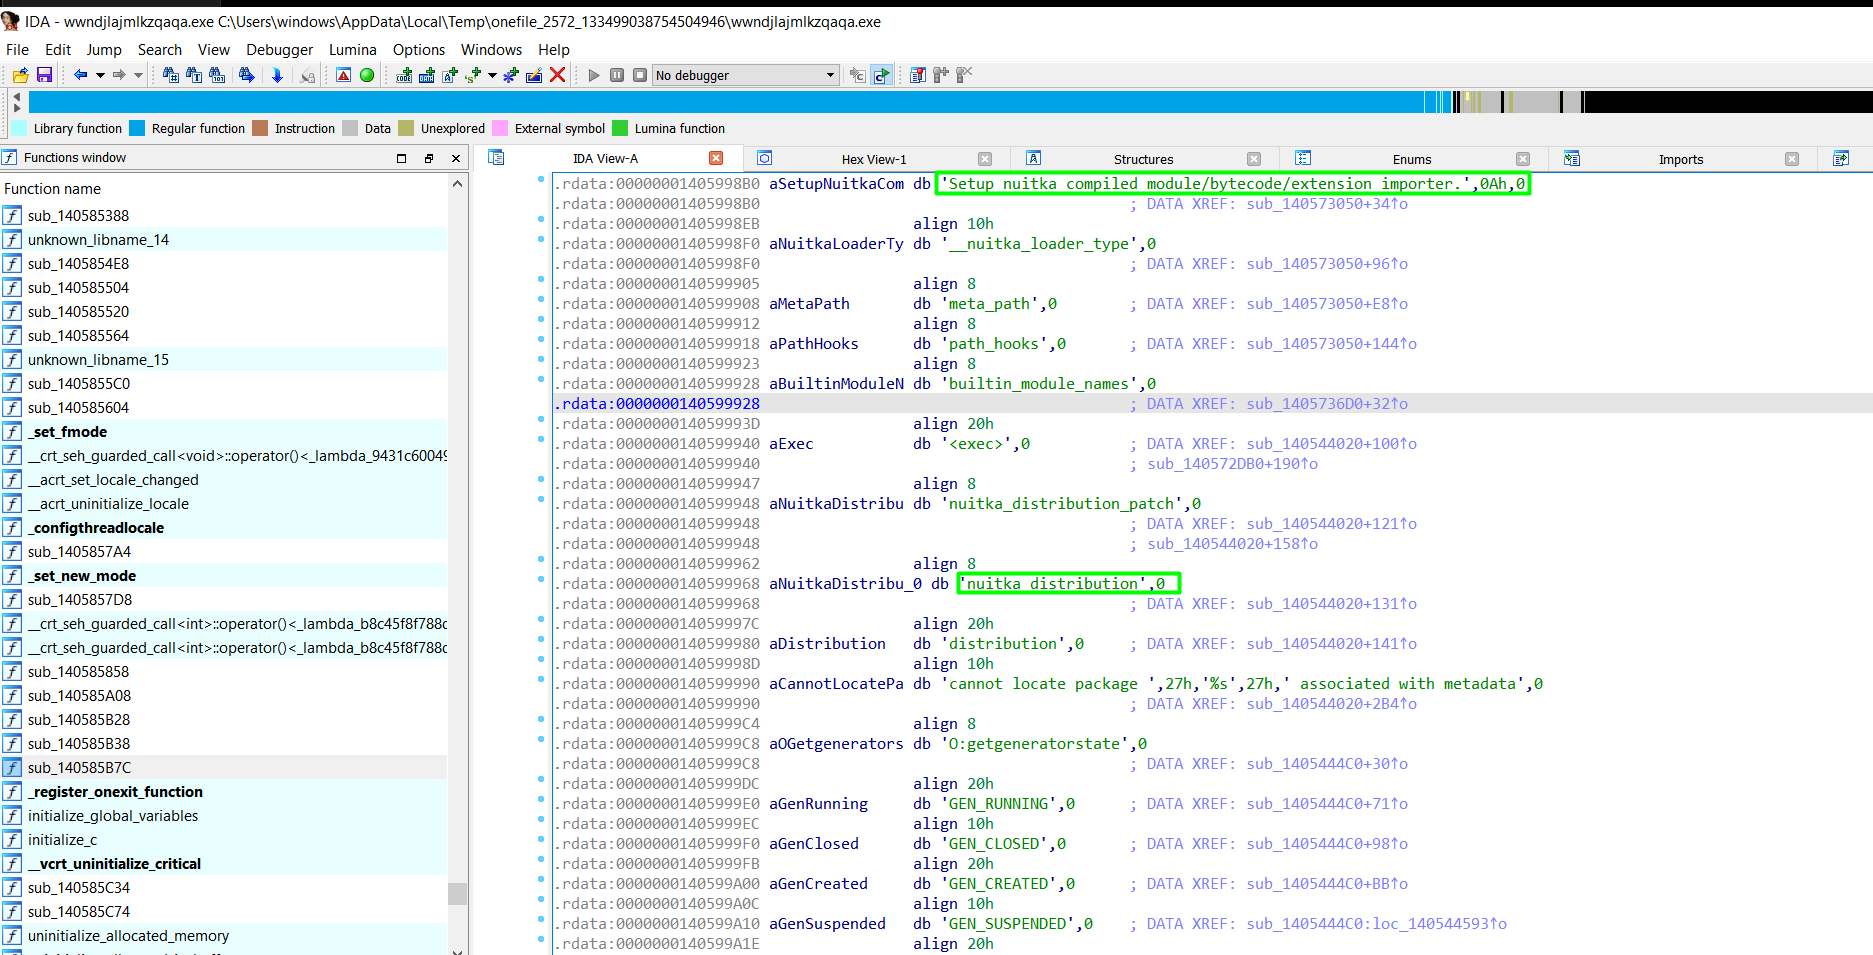 IDA - wwndjlajmlkzqaqa.exe C:\Users\windows\AppData\Local\Temp\onefile_2572_133499038754504946\wwndjlajmlkzqaqa.exe
File Edit Jump Search View Debugger Lumina Options Windows Help
No debugger
Library function Regular function Instruction Data Unexplored External symbol Lumina function
Functions window
Function name
sub_140585388
unknown_libname_14
sub_1405854E8
sub_140585504
sub_140585520
sub_140585564
unknown_libname_15
sub_1405855C0
sub_140585604
_set_fmode
__crt_seh_guarded_call<void>::operator()<_lambda_9431c60049
__acrt_set_locale_changed
__acrt_uninitialize_locale
_configthreadlocale
sub_1405857A4
_set_new_mode
sub_1405857D8
__crt_seh_guarded_call<int>::operator()<_lambda_b8c45f8f788c
__crt_seh_guarded_call<int>::operator()<_lambda_b8c45f8f788c
sub_140585858
sub_140585A08
sub_140585B28
sub_140585B38
sub_140585B7C
_register_onexit_function
initialize_global_variables
initialize_c
__vcrt_uninitialize_critical
sub_140585C34
sub_140585C74
uninitialize_allocated_memory
IDA View-A Hex View-1 Structures Enums Imports
.rdata:00000001405998B0 aSetupNuitkaCom db 'Setup nuitka compiled module/bytecode/extension importer.',0Ah,0
.rdata:00000001405998B0 ; DATA XREF: sub_140573050+34↑o
.rdata:00000001405998EB align 10h
.rdata:00000001405998F0 aNuitkaLoaderTy db '__nuitka_loader_type',0
.rdata:00000001405998F0 ; DATA XREF: sub_140573050+96↑o
.rdata:0000000140599905 align 8
.rdata:0000000140599908 aMetaPath db 'meta_path',0 ; DATA XREF: sub_140573050+E8↑o
.rdata:0000000140599912 align 8
.rdata:0000000140599918 aPathHooks db 'path_hooks',0 ; DATA XREF: sub_140573050+144↑o
.rdata:0000000140599923 align 8
.rdata:0000000140599928 aBuiltinModuleN db 'builtin_module_names',0
.rdata:0000000140599928 ; DATA XREF: sub_1405736D0+32↑o
.rdata:000000014059993D align 20h
.rdata:0000000140599940 aExec db '<exec>',0 ; DATA XREF: sub_140544020+100↑o
.rdata:0000000140599940 ; sub_140572DB0+190↑o
.rdata:0000000140599947 align 8
.rdata:0000000140599948 aNuitkaDistribu db 'nuitka_distribution_patch',0
.rdata:0000000140599948 ; DATA XREF: sub_140544020+121↑o
.rdata:0000000140599948 ; sub_140544020+158↑o
.rdata:0000000140599962 align 8
.rdata:0000000140599968 aNuitkaDistribu_0 db 'nuitka_distribution',0
.rdata:0000000140599968 ; DATA XREF: sub_140544020+131↑o
.rdata:000000014059997C align 20h
.rdata:0000000140599980 aDistribution db 'distribution',0 ; DATA XREF: sub_140544020+141↑o
.rdata:000000014059998D align 10h
.rdata:0000000140599990 aCannotLocatePa db 'cannot locate package ',27h,'%s',27h,' associated with metadata',0
.rdata:0000000140599990 ; DATA XREF: sub_140544020+2B4↑o
.rdata:00000001405999C4 align 8
.rdata:00000001405999C8 aOGetgenerators db 'O:getgeneratorstate',0
.rdata:00000001405999C8 ; DATA XREF: sub_1405444C0+30↑o
.rdata:00000001405999DC align 20h
.rdata:00000001405999E0 aGenRunning db 'GEN_RUNNING',0 ; DATA XREF: sub_1405444C0+71↑o
.rdata:00000001405999EC align 10h
.rdata:00000001405999F0 aGenClosed db 'GEN_CLOSED',0 ; DATA XREF: sub_1405444C0+98↑o
.rdata:00000001405999FB align 20h
.rdata:0000000140599A00 aGenCreated db 'GEN_CREATED',0 ; DATA XREF: sub_1405444C0+BB↑o
.rdata:0000000140599A0C align 10h
.rdata:0000000140599A10 aGenSuspended db 'GEN_SUSPENDED',0 ; DATA XREF: sub_1405444C0:loc_140544593↑o
.rdata:0000000140599A1E align 20h